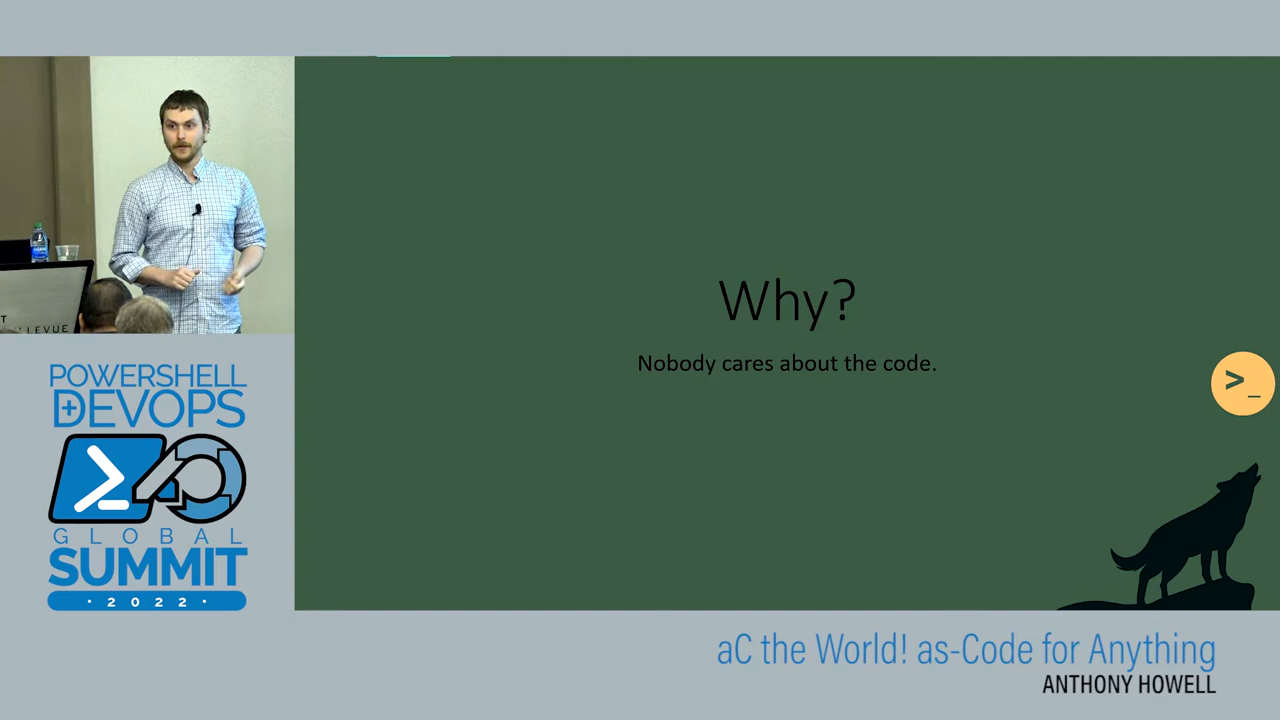 LLEVUE
POWERSHELL
+DEVOPS
GLOBAL
SUMMIT
· 2022 ·
Why?
Nobody cares about the code.
>_
aC the World! as-Code for Anything
ANTHONY HOWELL